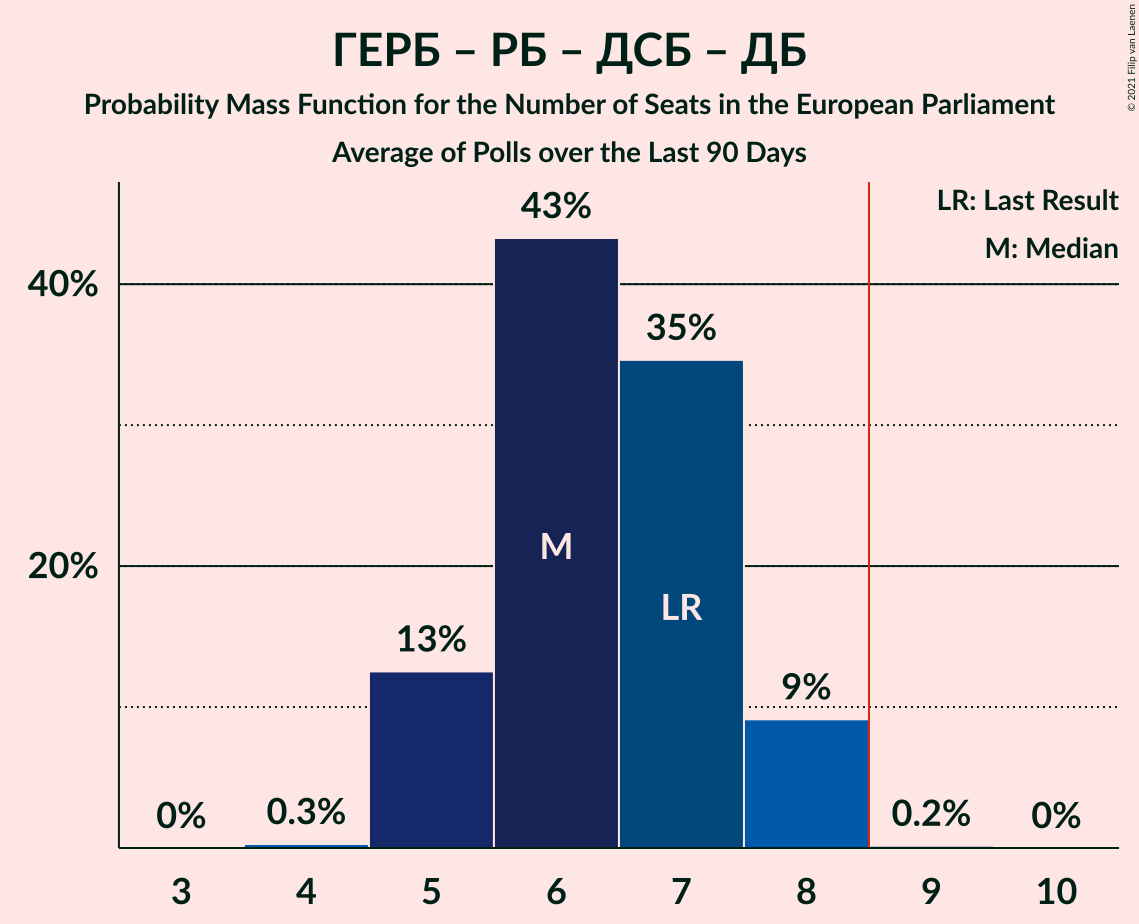 ГЕРБ – РБ – ДСБ – ДБ
Probability Mass Function for the Number of Seats in the European Parliament
Average of Polls over the Last 90 Days
© 2021 Filip van Laenen
LR: Last Result
M: Median
43%
40%
35%
M
20%
LR
13%
9%
0%
0.3%
0.2%
0%
3 4 5 6 7 8 9 10